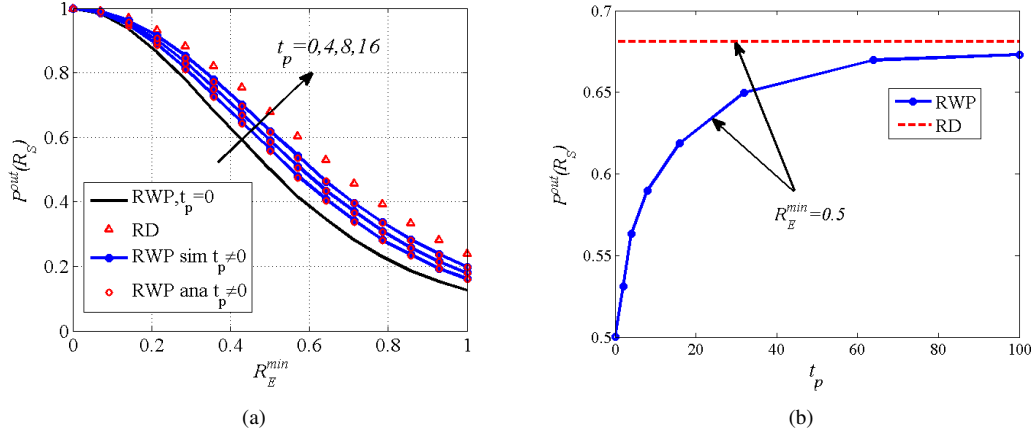 1
0.8
0.6
0.4
0.2
0
0
0.2
0.4
0.6
0.8
1
P^out(R_S)
R_E^min
t_p=0,4,8,16
RWP,t_p=0
RD
RWP sim t_p≠0
RWP ana t_p≠0
(a)
0.7
0.65
0.6
0.55
0.5
0
20
40
60
80
100
P^out(R_S)
t_p
RWP
RD
R_E^min=0.5
(b)